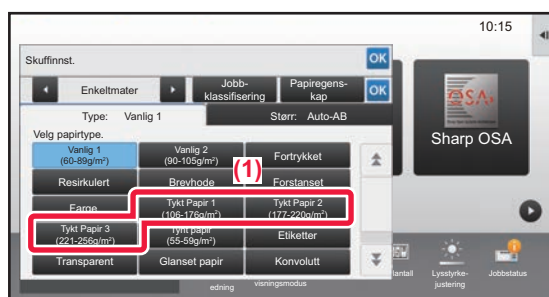 10:15
Skuffinnst.
OK
Enkeltmater
Jobb-
klassifisering
Papiregens-
kap
OK
Type: Vanlig 1
Størr: Auto-AB
Velg papirtype.
Vanlig 1
(60-89g/m²)
Vanlig 2
(90-105g/m²)
Fortrykket
(1)
Resirkulert
Brevhode
Forstanset
Farge
Tykt Papir 1
(106-176g/m²)
Tykt Papir 2
(177-220g/m²)
Tykt Papir 3
(221-256g/m²)
Tynt papir
(55-59g/m²)
Etiketter
Transparent
Glanset papir
Konvolutt
OSA
Sharp OSA
edning
visningsmodus
antall
Lysstyrke-
justering
Jobbstatus